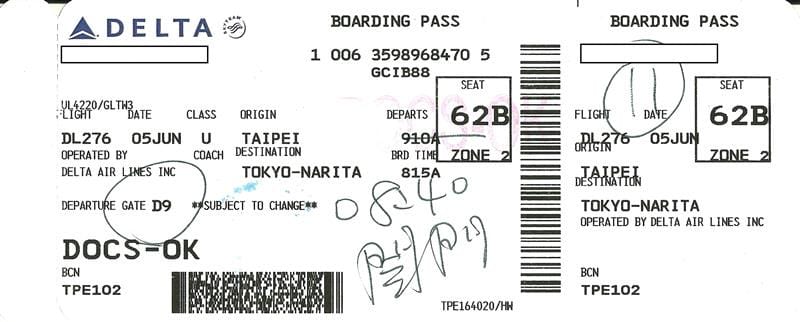 DELTA
SKYTEAM
BOARDING PASS
1 006 3598968470 5
GCIB88
UL4220/GLTW3
FLIGHT DATE CLASS ORIGIN DEPARTS SEAT
DL276 05JUN U TAIPEI 910A 62B
OPERATED BY COACH DESTINATION BRD TIME ZONE 2
DELTA AIR LINES INC TOKYO-NARITA 815A
DEPARTURE GATE D9 **SUBJECT TO CHANGE**
0840
DOCS-OK
BCN
TPE102
TPE164020/HW
BOARDING PASS
11
SEAT
62B
FLIGHT DATE
DL276 05JUN
ORIGIN ZONE 2
TAIPEI
DESTINATION
TOKYO-NARITA
OPERATED BY DELTA AIR LINES INC
BCN
TPE102